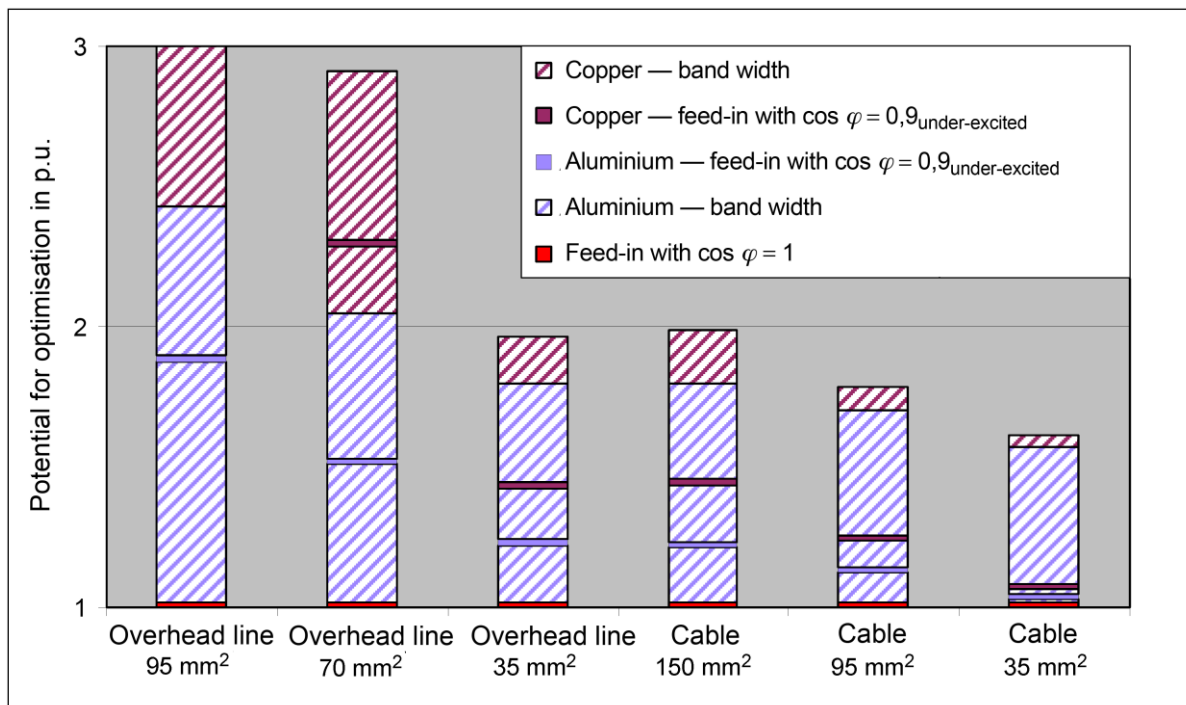 Potential for optimisation in p.u.
3
2
1
Copper — band width
Copper — feed-in with cos φ = 0,9under-excited
Aluminium — feed-in with cos φ = 0,9under-excited
Aluminium — band width
Feed-in with cos φ = 1
Overhead line
95 mm²
Overhead line
70 mm²
Overhead line
35 mm²
Cable
150 mm²
Cable
95 mm²
Cable
35 mm²